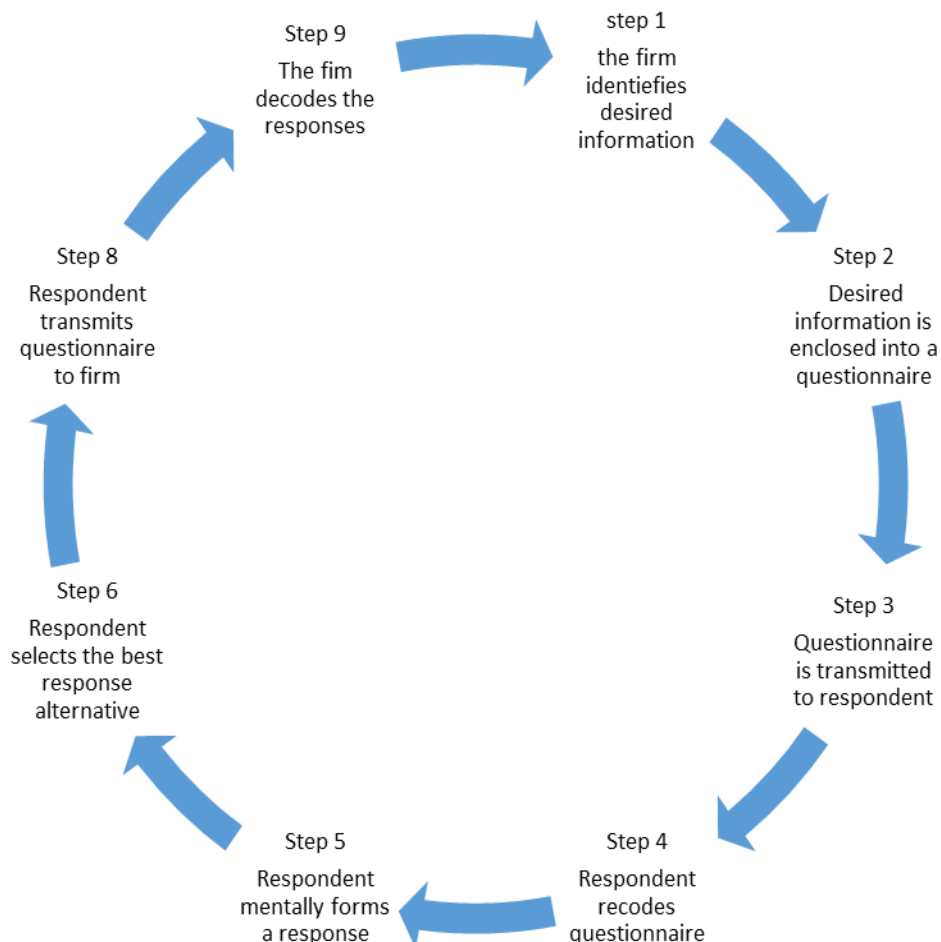 step 1
the firm
identiefies
desired
information
Step 2
Desired
information is
enclosed into a
questionnaire
Step 3
Questionnaire
is transmitted
to respondent
Step 4
Respondent
recodes
questionnaire
Step 5
Respondent
mentally forms
a response
Step 6
Respondent
selects the best
response
alternative
Step 8
Respondent
transmits
questionnaire
to firm
Step 9
The fim
decodes the
responses